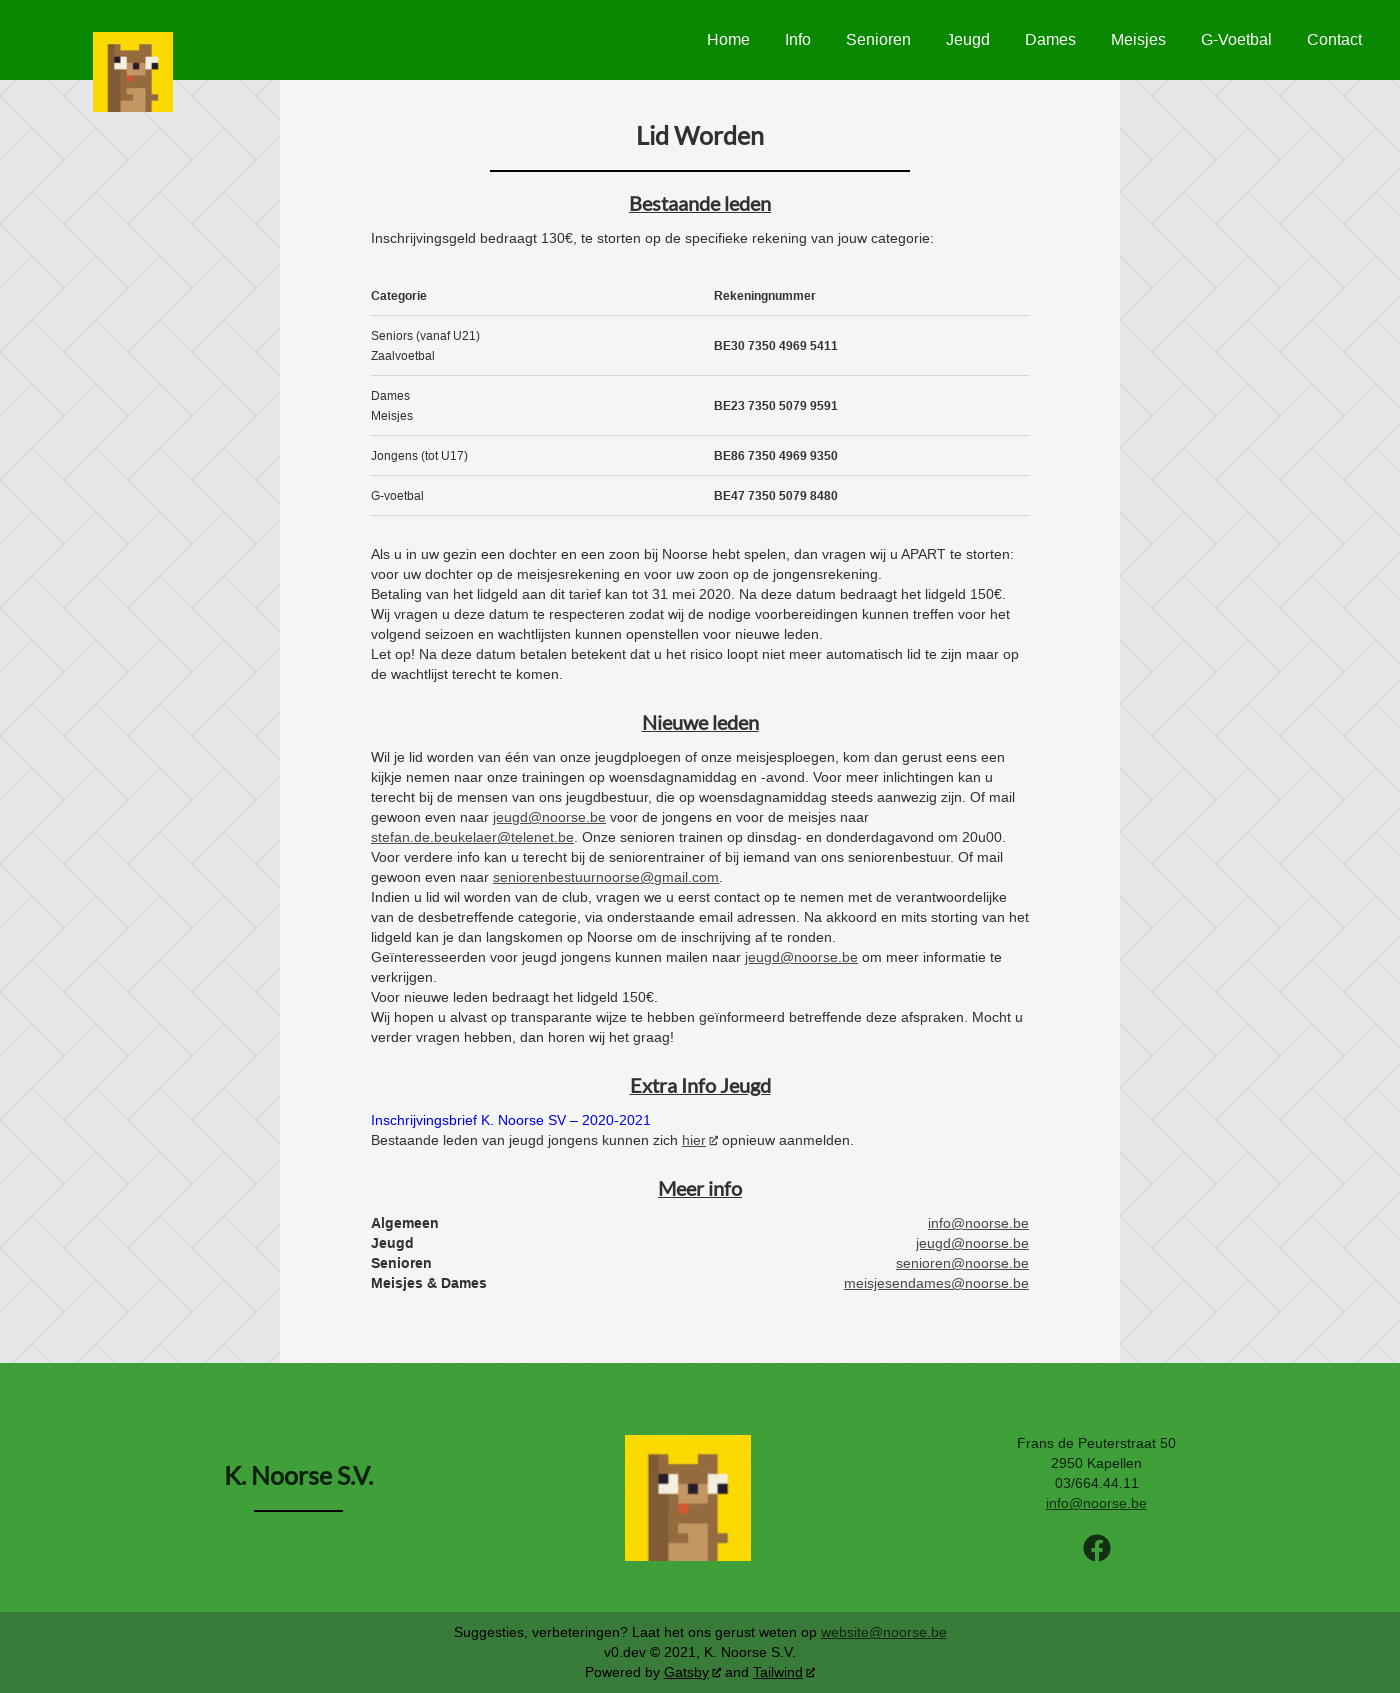 Home Info Senioren Jeugd Dames Meisjes G-Voetbal Contact
Lid Worden
Bestaande leden
Inschrijvingsgeld bedraagt 130€, te storten op de specifieke rekening van jouw categorie:
Categorie Rekeningnummer
Seniors (vanaf U21)
Zaalvoetbal
BE30 7350 4969 5411
Dames
Meisjes
BE23 7350 5079 9591
Jongens (tot U17) BE86 7350 4969 9350
G-voetbal BE47 7350 5079 8480
Als u in uw gezin een dochter en een zoon bij Noorse hebt spelen, dan vragen wij u APART te storten:
voor uw dochter op de meisjesrekening en voor uw zoon op de jongensrekening.
Betaling van het lidgeld aan dit tarief kan tot 31 mei 2020. Na deze datum bedraagt het lidgeld 150€.
Wij vragen u deze datum te respecteren zodat wij de nodige voorbereidingen kunnen treffen voor het
volgend seizoen en wachtlijsten kunnen openstellen voor nieuwe leden.
Let op! Na deze datum betalen betekent dat u het risico loopt niet meer automatisch lid te zijn maar op
de wachtlijst terecht te komen.
Nieuwe leden
Wil je lid worden van één van onze jeugdploegen of onze meisjesploegen, kom dan gerust eens een
kijkje nemen naar onze trainingen op woensdagnamiddag en -avond. Voor meer inlichtingen kan u
terecht bij de mensen van ons jeugdbestuur, die op woensdagnamiddag steeds aanwezig zijn. Of mail
gewoon even naar jeugd@noorse.be voor de jongens en voor de meisjes naar
stefan.de.beukelaer@telenet.be. Onze senioren trainen op dinsdag- en donderdagavond om 20u00.
Voor verdere info kan u terecht bij de seniorentrainer of bij iemand van ons seniorenbestuur. Of mail
gewoon even naar seniorenbestuurnoorse@gmail.com.
Indien u lid wil worden van de club, vragen we u eerst contact op te nemen met de verantwoordelijke
van de desbetreffende categorie, via onderstaande email adressen. Na akkoord en mits storting van het
lidgeld kan je dan langskomen op Noorse om de inschrijving af te ronden.
Geïnteresseerden voor jeugd jongens kunnen mailen naar jeugd@noorse.be om meer informatie te
verkrijgen.
Voor nieuwe leden bedraagt het lidgeld 150€.
Wij hopen u alvast op transparante wijze te hebben geïnformeerd betreffende deze afspraken. Mocht u
verder vragen hebben, dan horen wij het graag!
Extra Info Jeugd
Inschrijvingsbrief K. Noorse SV – 2020-2021
Bestaande leden van jeugd jongens kunnen zich hier opnieuw aanmelden.
Meer info
Algemeen info@noorse.be
Jeugd jeugd@noorse.be
Senioren senioren@noorse.be
Meisjes & Dames meisjesendames@noorse.be
K. Noorse S.V.
Frans de Peuterstraat 50
2950 Kapellen
03/664.44.11
info@noorse.be
Suggesties, verbeteringen? Laat het ons gerust weten op website@noorse.be
v0.dev © 2021, K. Noorse S.V.
Powered by Gatsby and Tailwind